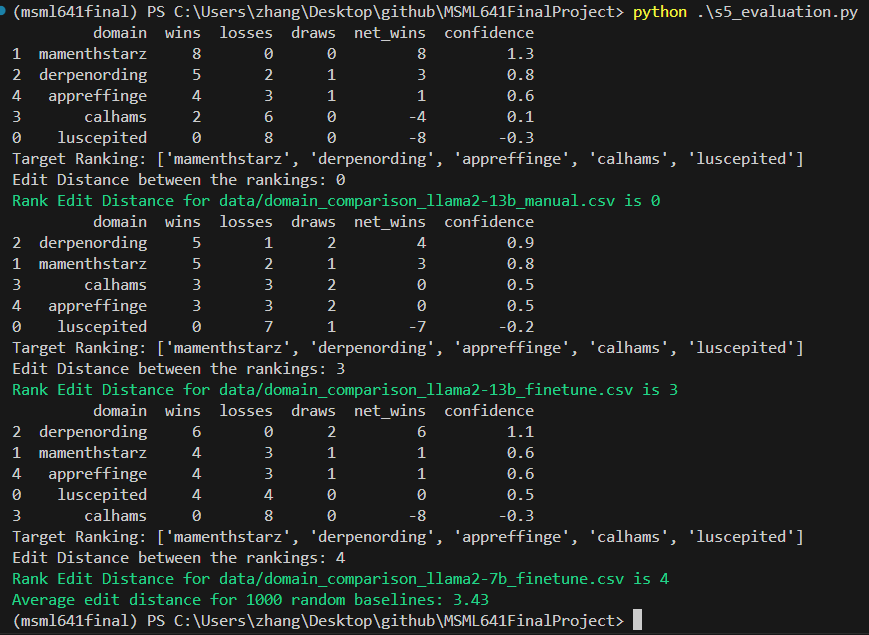 (msml641final) PS C:\Users\zhang\Desktop\github\MSML641FinalProject> python .\s5_evaluation.py
domain wins losses draws net_wins confidence
1 mamenthstarz 8 0 0 8 1.3
2 derpenording 5 2 1 3 0.8
4 appreffinge 4 3 1 1 0.6
3 calhams 2 6 0 -4 0.1
0 luscepited 0 8 0 -8 -0.3
Target Ranking: ['mamenthstarz', 'derpenording', 'appreffinge', 'calhams', 'luscepited']
Edit Distance between the rankings: 0
Rank Edit Distance for data/domain_comparison_llama2-13b_manual.csv is 0
domain wins losses draws net_wins confidence
2 derpenording 5 1 2 4 0.9
1 mamenthstarz 5 2 1 3 0.8
3 calhams 3 3 2 0 0.5
4 appreffinge 3 3 2 0 0.5
0 luscepited 0 7 1 -7 -0.2
Target Ranking: ['mamenthstarz', 'derpenording', 'appreffinge', 'calhams', 'luscepited']
Edit Distance between the rankings: 3
Rank Edit Distance for data/domain_comparison_llama2-13b_finetune.csv is 3
domain wins losses draws net_wins confidence
2 derpenording 6 0 2 6 1.1
1 mamenthstarz 4 3 1 1 0.6
4 appreffinge 4 3 1 1 0.6
0 luscepited 4 4 0 0 0.5
3 calhams 0 8 0 -8 -0.3
Target Ranking: ['mamenthstarz', 'derpenording', 'appreffinge', 'calhams', 'luscepited']
Edit Distance between the rankings: 4
Rank Edit Distance for data/domain_comparison_llama2-7b_finetune.csv is 4
Average edit distance for 1000 random baselines: 3.43
(msml641final) PS C:\Users\zhang\Desktop\github\MSML641FinalProject>